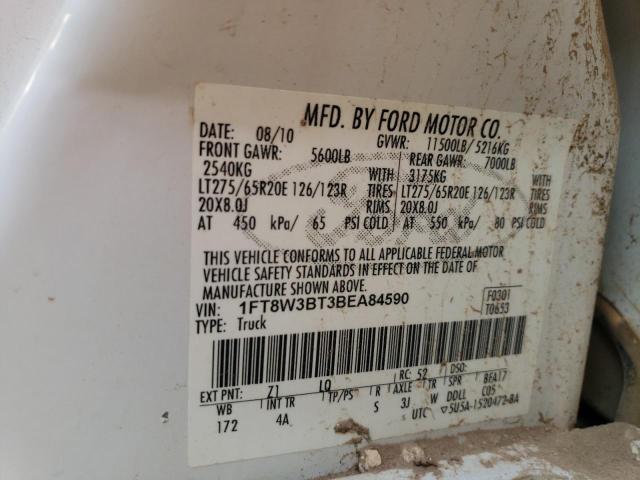 MFD. BY FORD MOTOR CO.
DATE: 08/10 GVWR: 11500LB/ 5216KG
FRONT GAWR: 5600LB REAR GAWR: 7000LB
2540KG WITH 3175KG WITH
LT275/65R20E 126/123R TIRES LT275/65R20E 126/123R TIRES
20X8.0J RIMS 20X8.0J RIMS
AT 450 kPa/ 65 PSI COLD AT 550 kPa/ 80 PSI COLD
THIS VEHICLE CONFORMS TO ALL APPLICABLE FEDERAL MOTOR
VEHICLE SAFETY STANDARDS IN EFFECT ON THE DATE OF
MANUFACTURE SHOWN ABOVE.
VIN: 1FT8W3BT3BEA84590 F0301
TYPE: Truck T0653
RC: 52 DSO:
EXT PNT: Z1 LQ
WB INT TR TP/PS R AXLE TR SPR BFA17
172 4A S 3J W DDLL C05
UTC 5U5A-1520472-BA